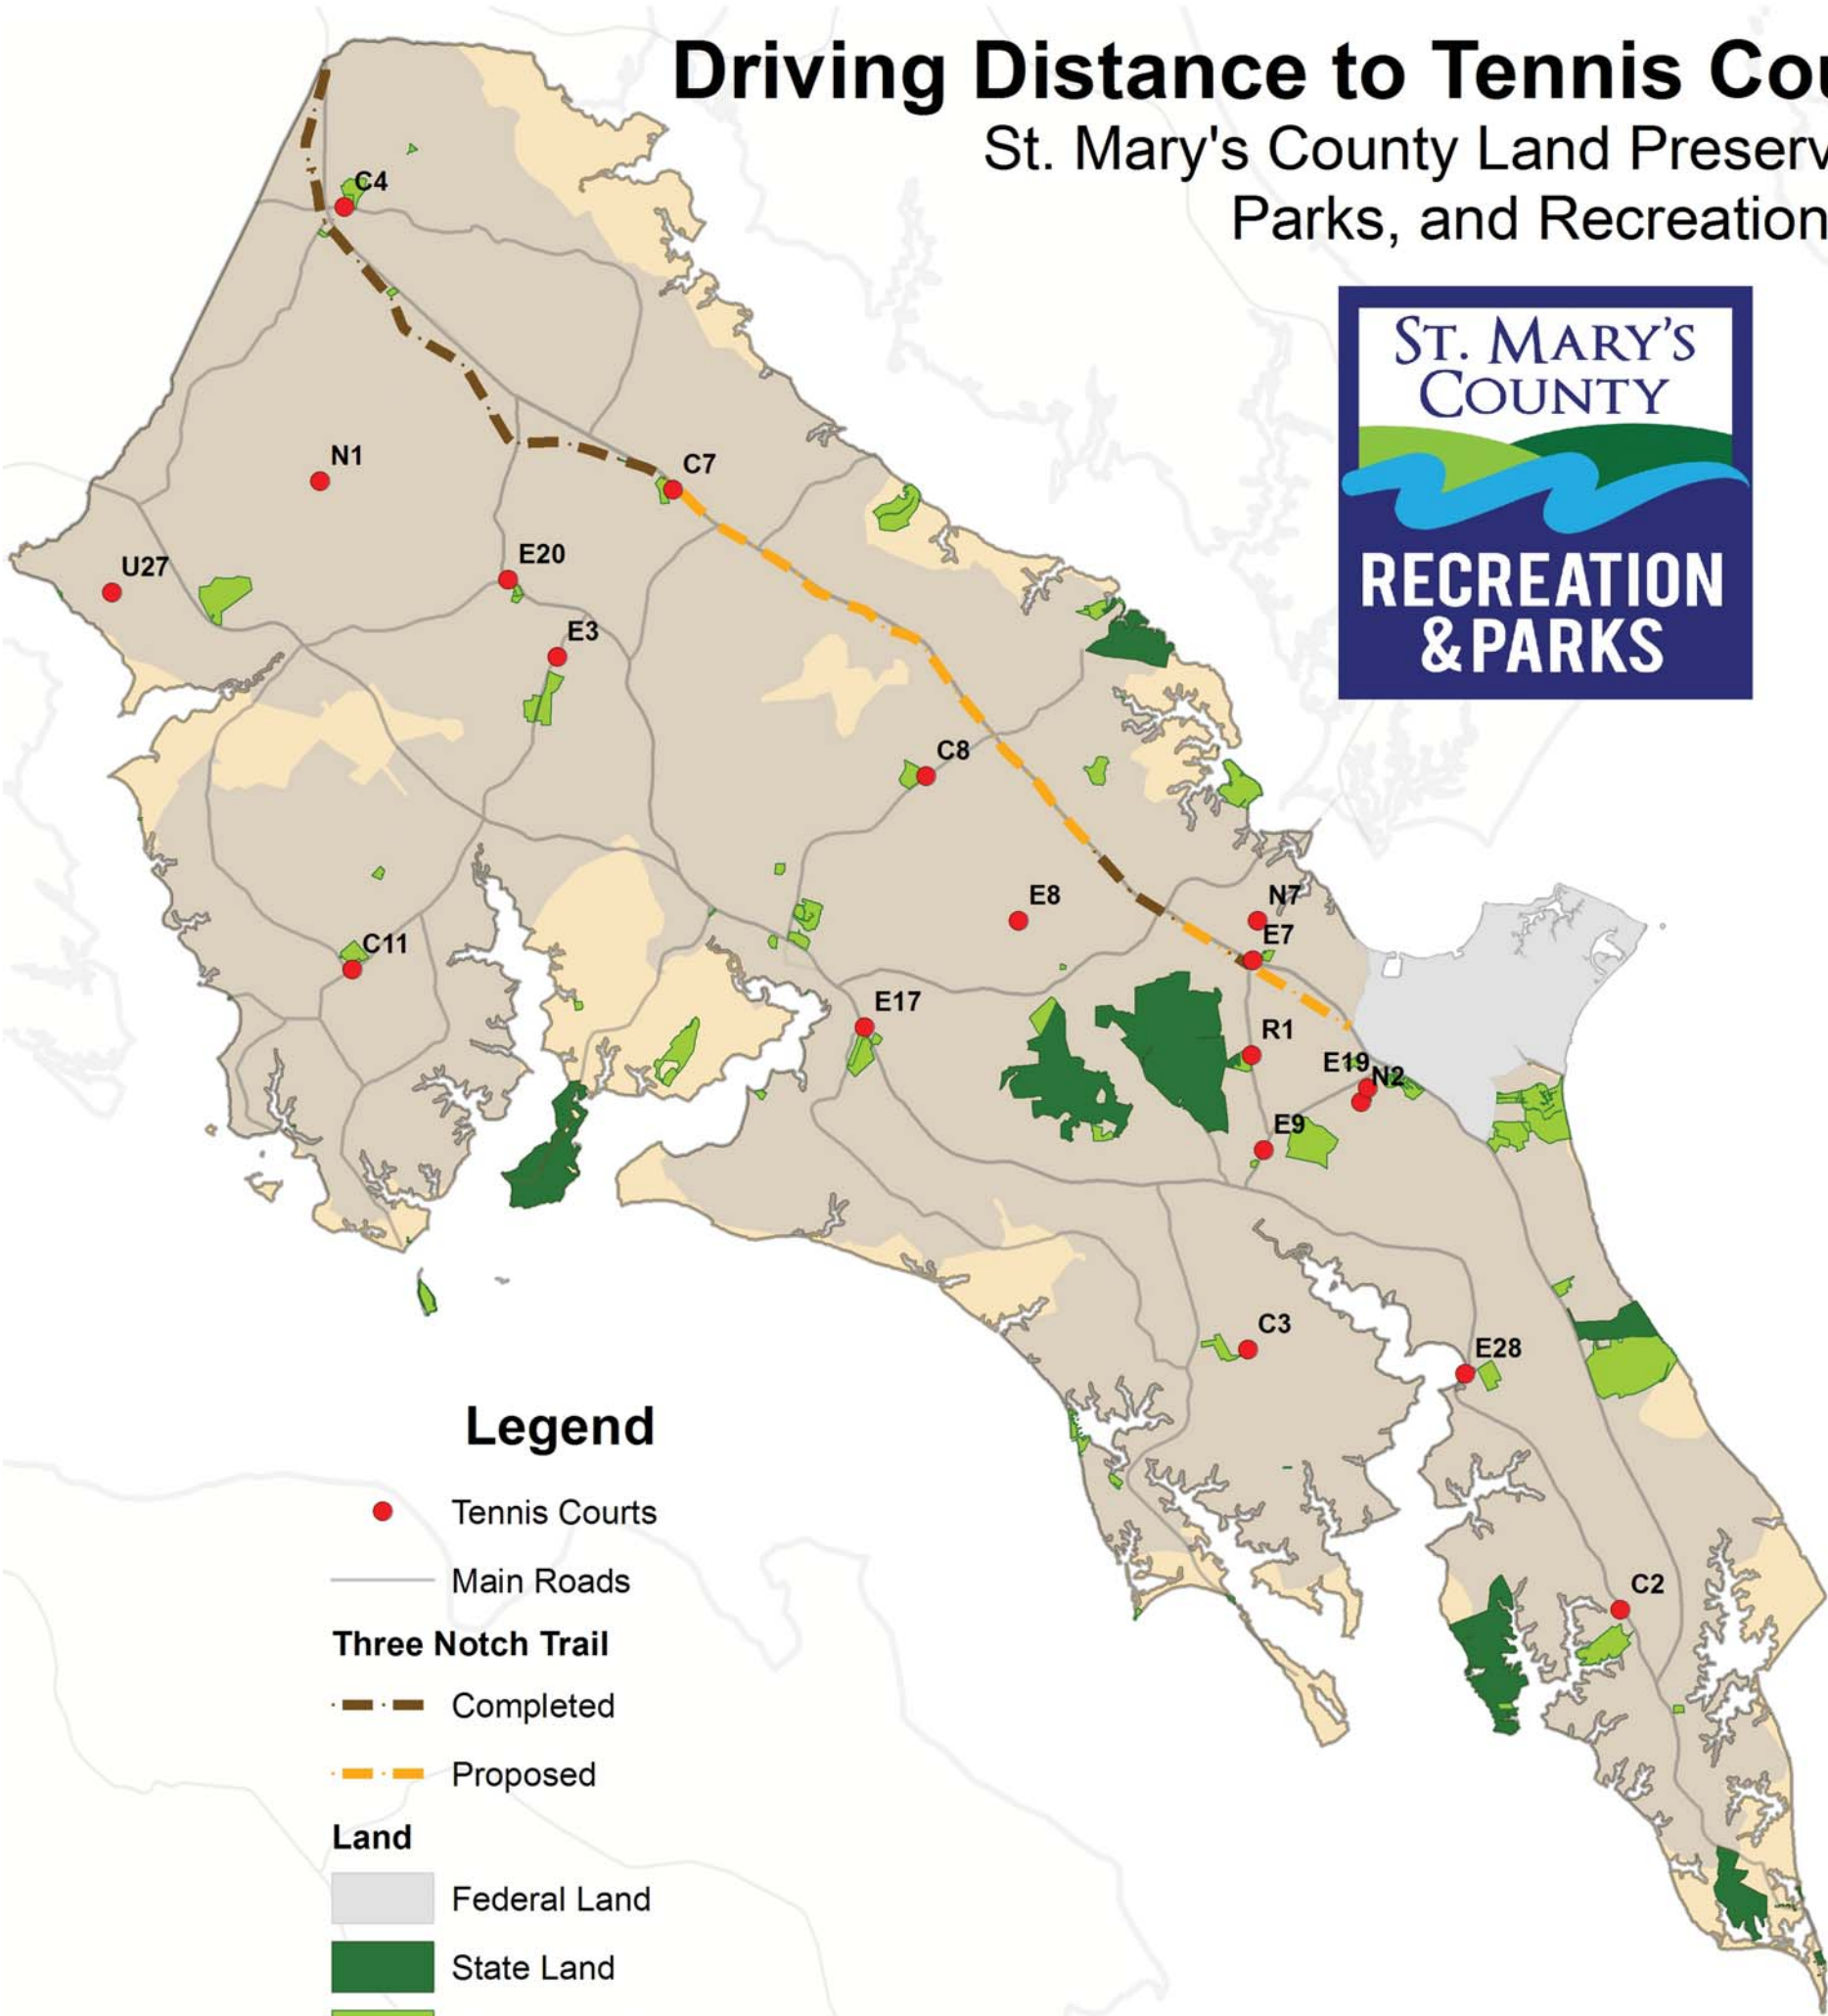 Driving Distance to Tennis Cou
St. Mary's County Land Preserv
Parks, and Recreation
ST. MARY'S
COUNTY
RECREATION
& PARKS
C4
N1
C7
U27
E20
E3
C8
E8
N7
E7
C11
E17
R1
E19
N2
E9
C3
E28
C2
Legend
Tennis Courts
Main Roads
Three Notch Trail
Completed
Proposed
Land
Federal Land
State Land